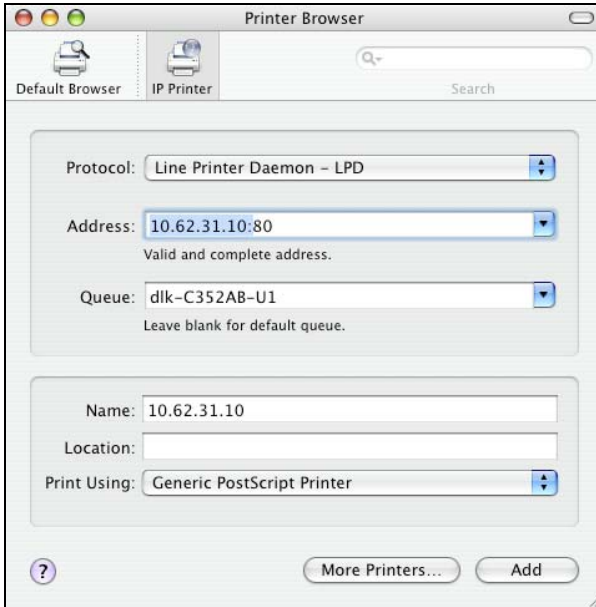 Printer Browser
Default Browser
IP Printer
Search
Protocol: Line Printer Daemon – LPD
Address: 10.62.31.10:80
Valid and complete address.
Queue: dlk-C352AB-U1
Leave blank for default queue.
Name: 10.62.31.10
Location:
Print Using: Generic PostScript Printer
?
More Printers...
Add